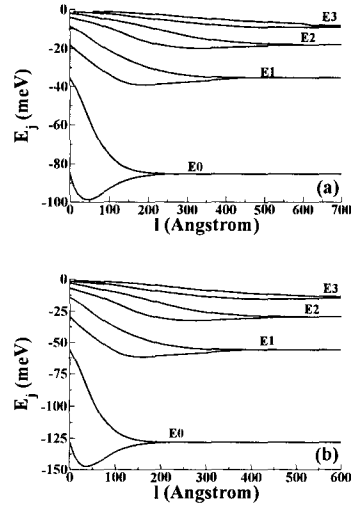 0
-20
-40
-60
-80
-100
E_j (meV)
E3
E2
E1
E0
(a)
0 100 200 300 400 500 600 700
l (Angstrom)
0
-25
-50
-75
-100
-125
-150
E_j (meV)
E3
E2
E1
E0
(b)
0 100 200 300 400 500 600
l (Angstrom)